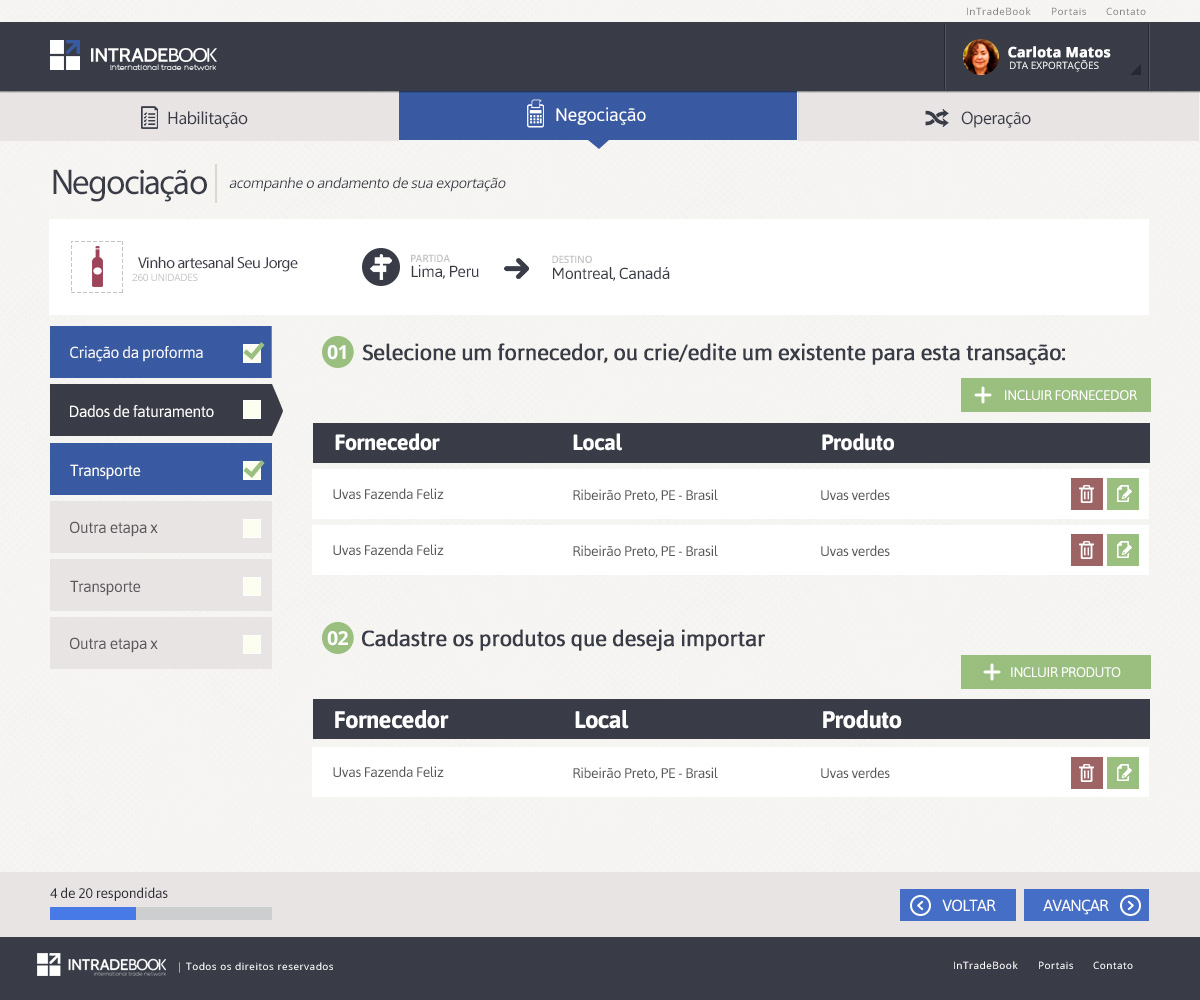 InTradeBook Portais Contato
INTRADEBOOK
international trade network
Carlota Matos
DTA EXPORTAÇÕES
Habilitação
Negociação
Operação
Negociação
acompanhe o andamento de sua exportação
Vinho artesanal Seu Jorge
260 UNIDADES
PARTIDA
Lima, Peru
DESTINO
Montreal, Canadá
Criação da proforma
Dados de faturamento
Transporte
Outra etapa x
Transporte
Outra etapa x
01 Selecione um fornecedor, ou crie/edite um existente para esta transação:
INCLUIR FORNECEDOR
Fornecedor Local Produto
Uvas Fazenda Feliz Ribeirão Preto, PE - Brasil Uvas verdes
Uvas Fazenda Feliz Ribeirão Preto, PE - Brasil Uvas verdes
02 Cadastre os produtos que deseja importar
INCLUIR PRODUTO
Fornecedor Local Produto
Uvas Fazenda Feliz Ribeirão Preto, PE - Brasil Uvas verdes
4 de 20 respondidas
VOLTAR
AVANÇAR
INTRADEBOOK
international trade network
| Todos os direitos reservados
InTradeBook Portais Contato